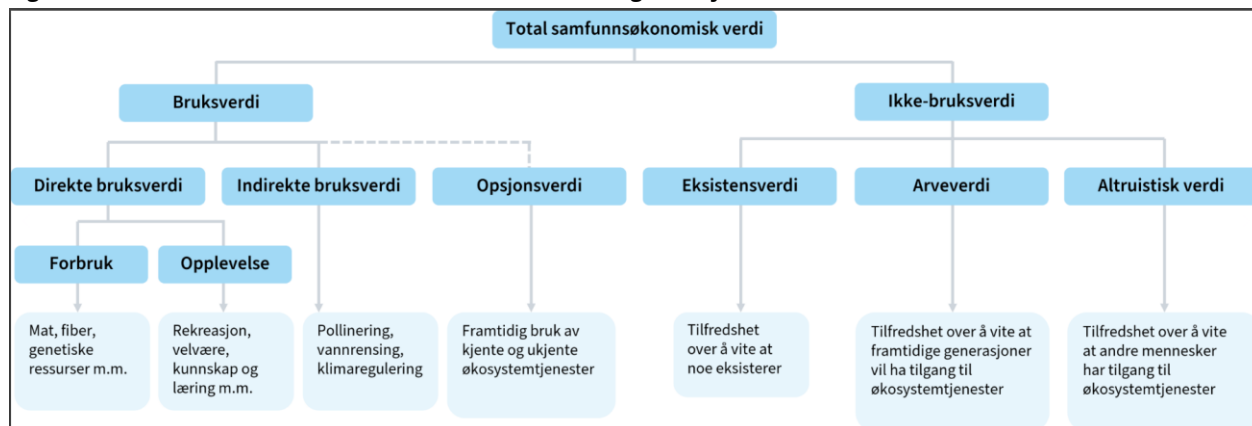 Total samfunnsøkonomisk verdi
Bruksverdi
Ikke-bruksverdi
Direkte bruksverdi
Indirekte bruksverdi
Opsjonsverdi
Eksistensverdi
Arveverdi
Altruistisk verdi
Forbruk
Opplevelse
Mat, fiber,
genetiske
ressurser m.m.
Rekreasjon,
velvære,
kunnskap og
læring m.m.
Pollinering,
vannrensing,
klimaregulering
Framtidig bruk av
kjente og ukjente
økosystemtjenester
Tilfredshet
over å vite at
noe eksisterer
Tilfredshet over å vite at
framtidige generasjoner
vil ha tilgang til
økosystemtjenester
Tilfredshet over å vite
at andre mennesker
har tilgang til
økosystemtjenester